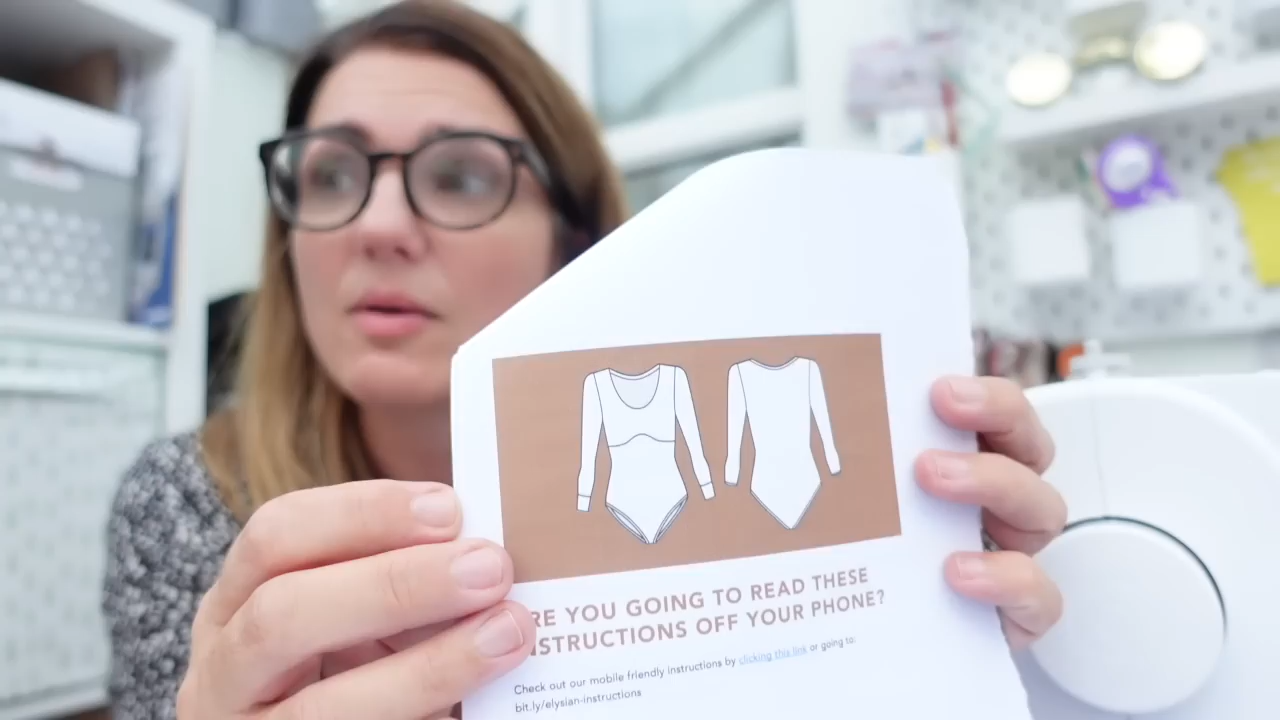 RE YOU GOING TO READ THESE
NSTRUCTIONS OFF YOUR PHONE?
Check out our mobile friendly instructions by clicking this link or going to:
bit.ly/elysian-instructions